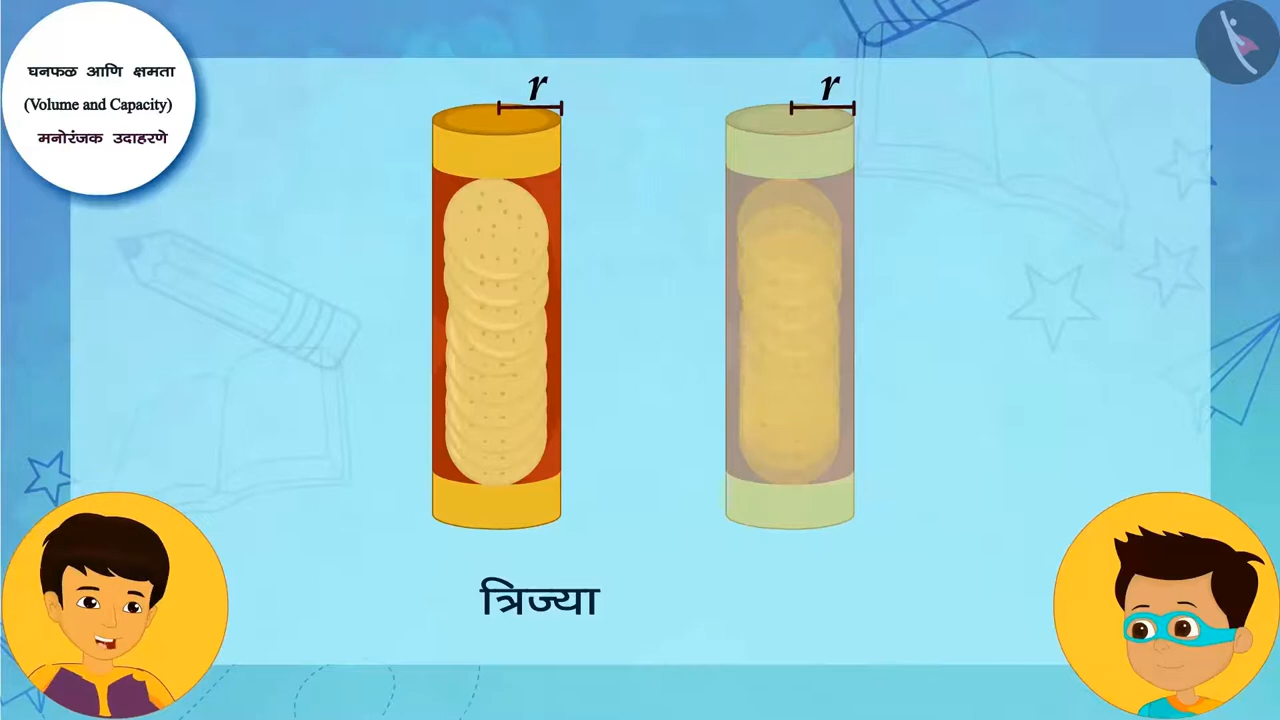 घनफळ आणि क्षमता
(Volume and Capacity)
मनोरंजक उदाहरणे
r
r
त्रिज्या